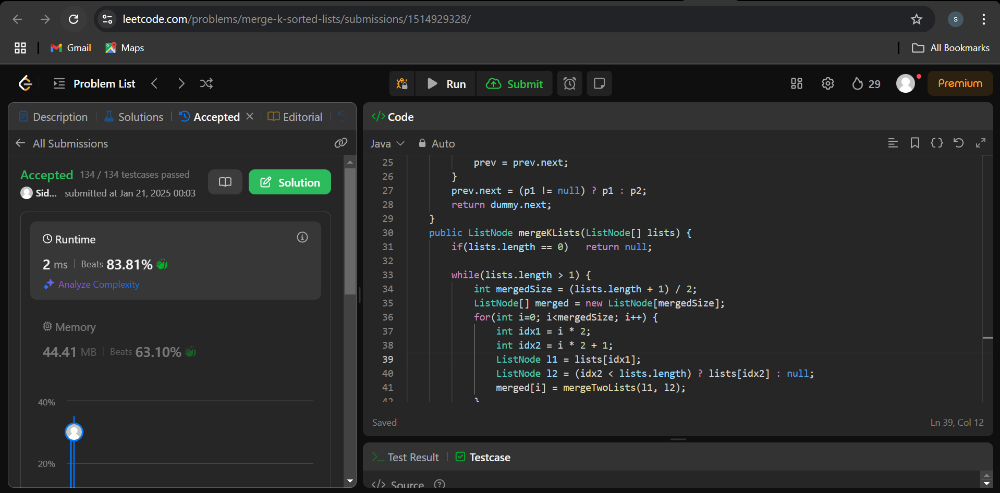 leetcode.com/problems/merge-k-sorted-lists/submissions/1514929328/
S
Gmail
Maps
All Bookmarks
Problem List
Run
Submit
29
Premium
Description
Solutions
Accepted
Editorial
All Submissions
Accepted 134 / 134 testcases passed
Sid... submitted at Jan 21, 2025 00:03
Solution
Runtime
2 ms Beats 83.81%
Analyze Complexity
Memory
44.41 MB Beats 63.10%
40%
20%
</> Code
Java
Auto
25 prev = prev.next;
26 }
27 prev.next = (p1 != null) ? p1 : p2;
28 return dummy.next;
29 }
30 public ListNode mergeKLists(ListNode[] lists) {
31 if(lists.length == 0)   return null;
32
33 while(lists.length > 1) {
34 int mergedSize = (lists.length + 1) / 2;
35 ListNode[] merged = new ListNode[mergedSize];
36 for(int i=0; i<mergedSize; i++) {
37 int idx1 = i * 2;
38 int idx2 = i * 2 + 1;
39 ListNode l1 = lists[idx1];
40 ListNode l2 = (idx2 < lists.length) ? lists[idx2] : null;
41 merged[i] = mergeTwoLists(l1, l2);
42 }
Saved
Ln 39, Col 12
Test Result
Testcase
</> Source